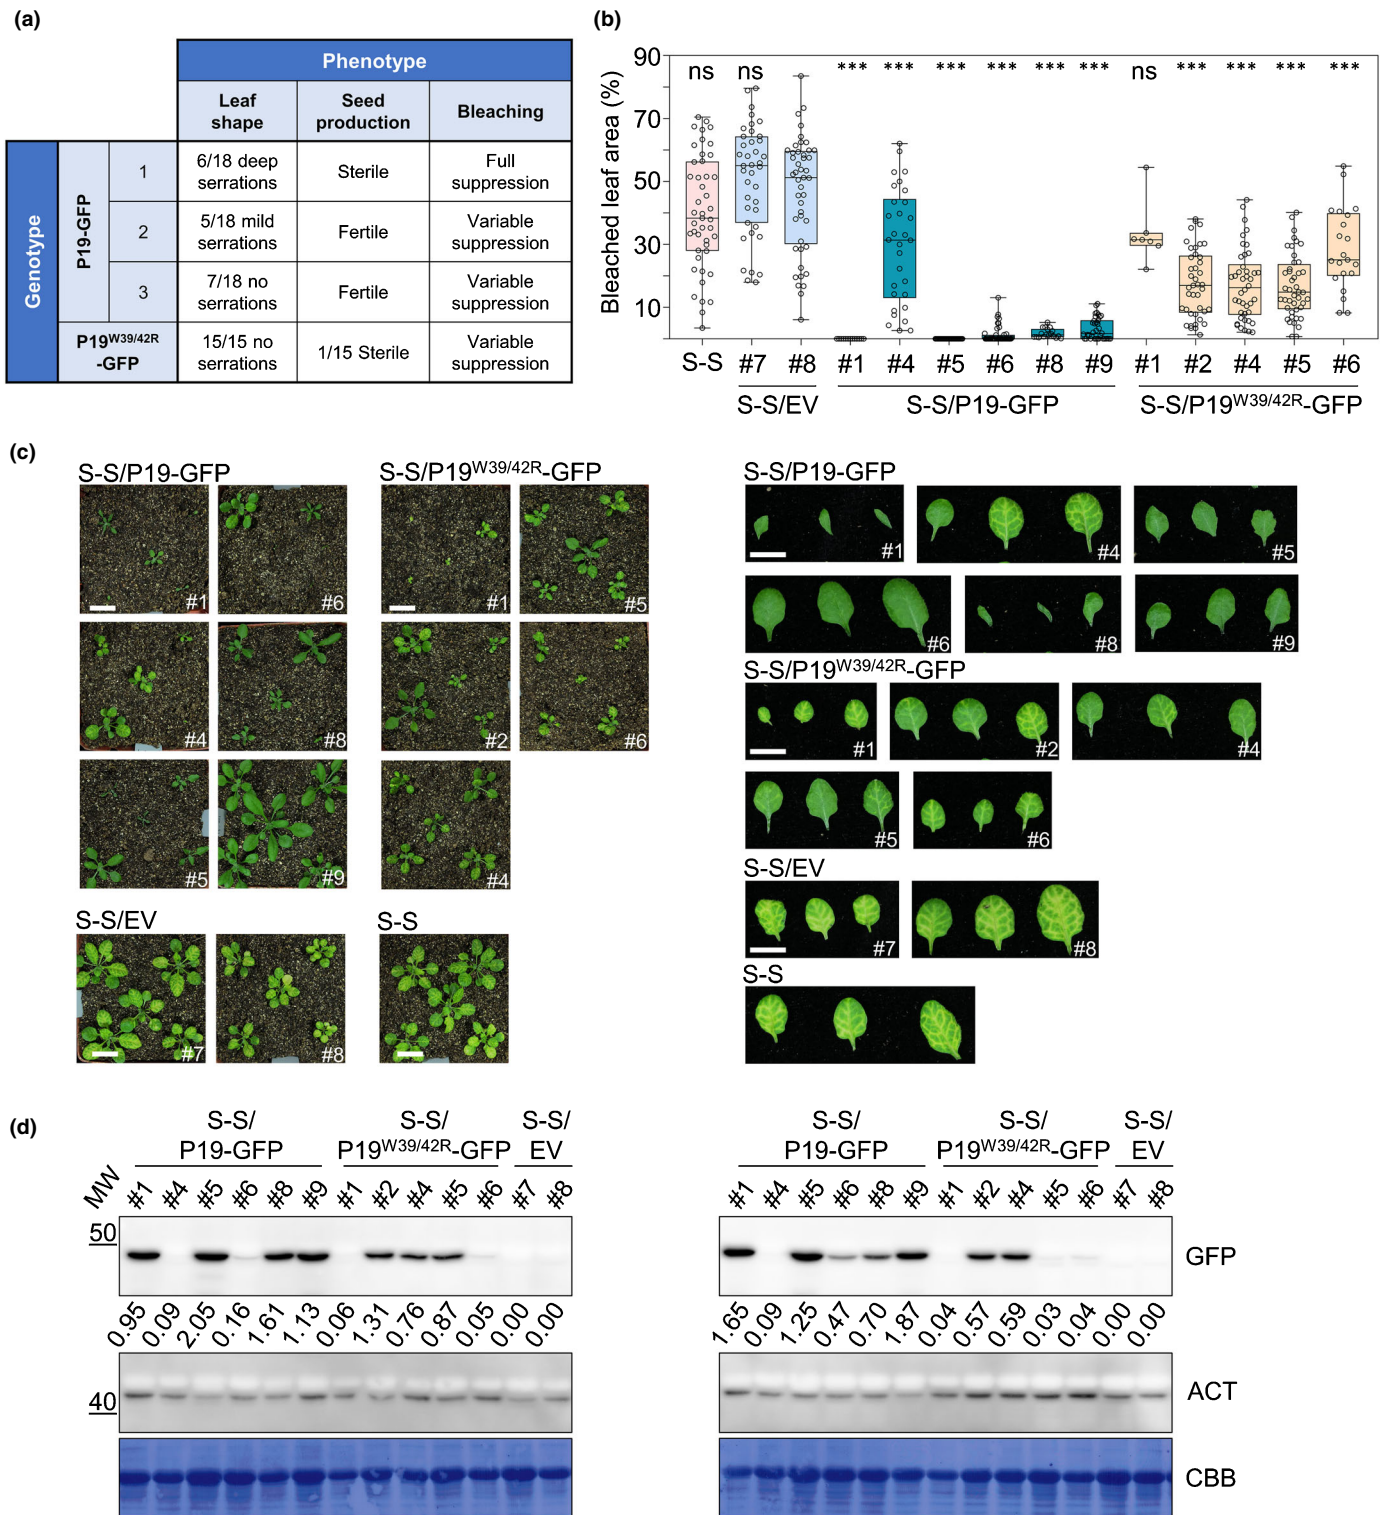 (a)
Phenotype
Leaf shape
Seed production
Bleaching
Genotype
P19-GFP
1
6/18 deep serrations
Sterile
Full suppression
2
5/18 mild serrations
Fertile
Variable suppression
3
7/18 no serrations
Fertile
Variable suppression
P19W39/42R -GFP
15/15 no serrations
1/15 Sterile
Variable suppression
(b)
Bleached leaf area (%)
90
70
50
30
10
ns ns *** *** *** *** *** *** ns *** *** *** ***
S-S #7 #8 #1 #4 #5 #6 #8 #9 #1 #2 #4 #5 #6
S-S/EV S-S/P19-GFP S-S/P19W39/42R-GFP
(c)
S-S/P19-GFP
#1 #6
#4 #8
#5 #9
S-S/P19W39/42R-GFP
#1 #5
#2 #6
#4
S-S/EV
#7 #8
S-S
S-S/P19-GFP
#1 #4 #5
#6 #8 #9
S-S/P19W39/42R-GFP
#1 #2 #4
#5 #6
S-S/EV
#7 #8
S-S
(d)
S-S/ P19-GFP
S-S/ P19W39/42R-GFP
S-S/ EV
MW #1 #4 #5 #6 #8 #9 #1 #2 #4 #5 #6 #7 #8
50
0.95 0.09 2.05 0.16 1.61 1.13 0.06 1.31 0.76 0.87 0.05 0.00 0.00
40
S-S/ P19-GFP
S-S/ P19W39/42R-GFP
S-S/ EV
#1 #4 #5 #6 #8 #9 #1 #2 #4 #5 #6 #7 #8
GFP
1.65 0.09 1.25 0.47 0.70 1.87 0.04 0.57 0.59 0.03 0.04 0.00 0.00
ACT
CBB